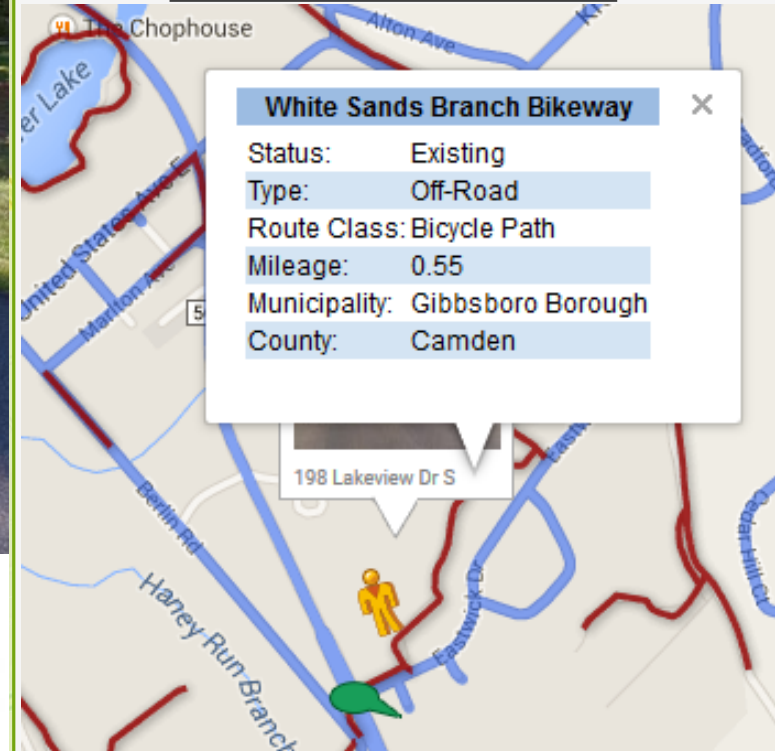 The Chophouse
Alton Ave
er Lake
White Sands Branch Bikeway
Status: Existing
Type: Off-Road
Route Class: Bicycle Path
Mileage: 0.55
Municipality: Gibbsboro Borough
County: Camden
United States Ave E
Marlton Ave
198 Lakeview Dr S
Berlin Rd
Haney Run Branch
Eastwick Dr
Cedar Hill Ct